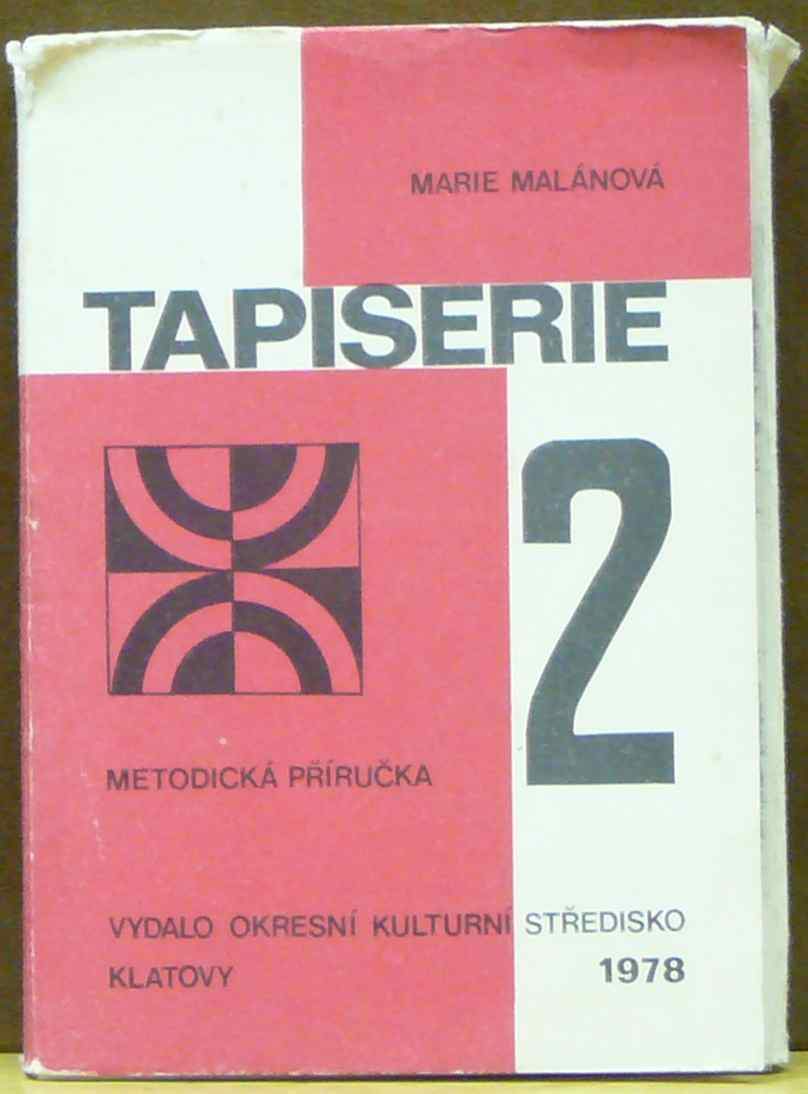 MARIE MALÁNOVÁ
TAPISERIE
2
METODICKÁ PŘÍRUČKA
VYDALO OKRESNÍ KULTURNÍ STŘEDISKO
KLATOVY 1978